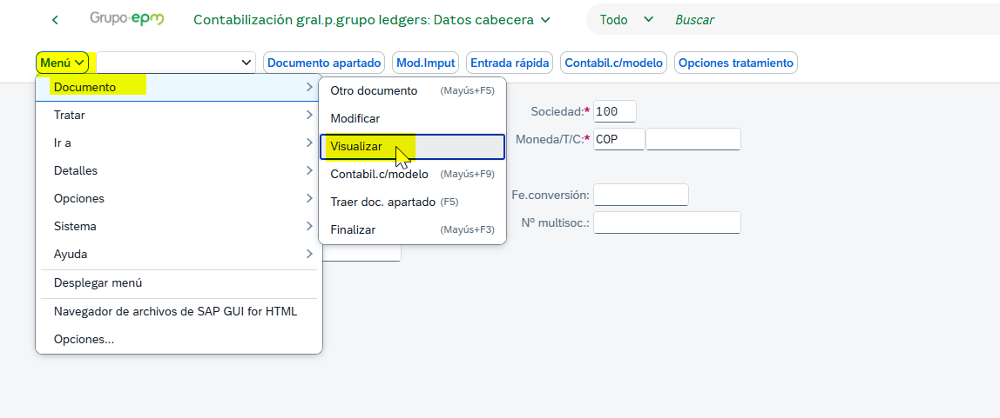 Grupo·epm
Contabilización gral.p.grupo ledgers: Datos cabecera
Todo
Buscar
Menú
Documento apartado
Mod.Imput
Entrada rápida
Contabil.c/modelo
Opciones tratamiento
Documento
Tratar
Ir a
Detalles
Opciones
Sistema
Ayuda
Desplegar menú
Navegador de archivos de SAP GUI for HTML
Opciones...
Otro documento (Mayús+F5)
Modificar
Visualizar
Contabil.c/modelo (Mayús+F9)
Traer doc. apartado (F5)
Finalizar (Mayús+F3)
Sociedad:* 100
Moneda/T/C:* COP
Fe.conversión:
Nº multisoc.: